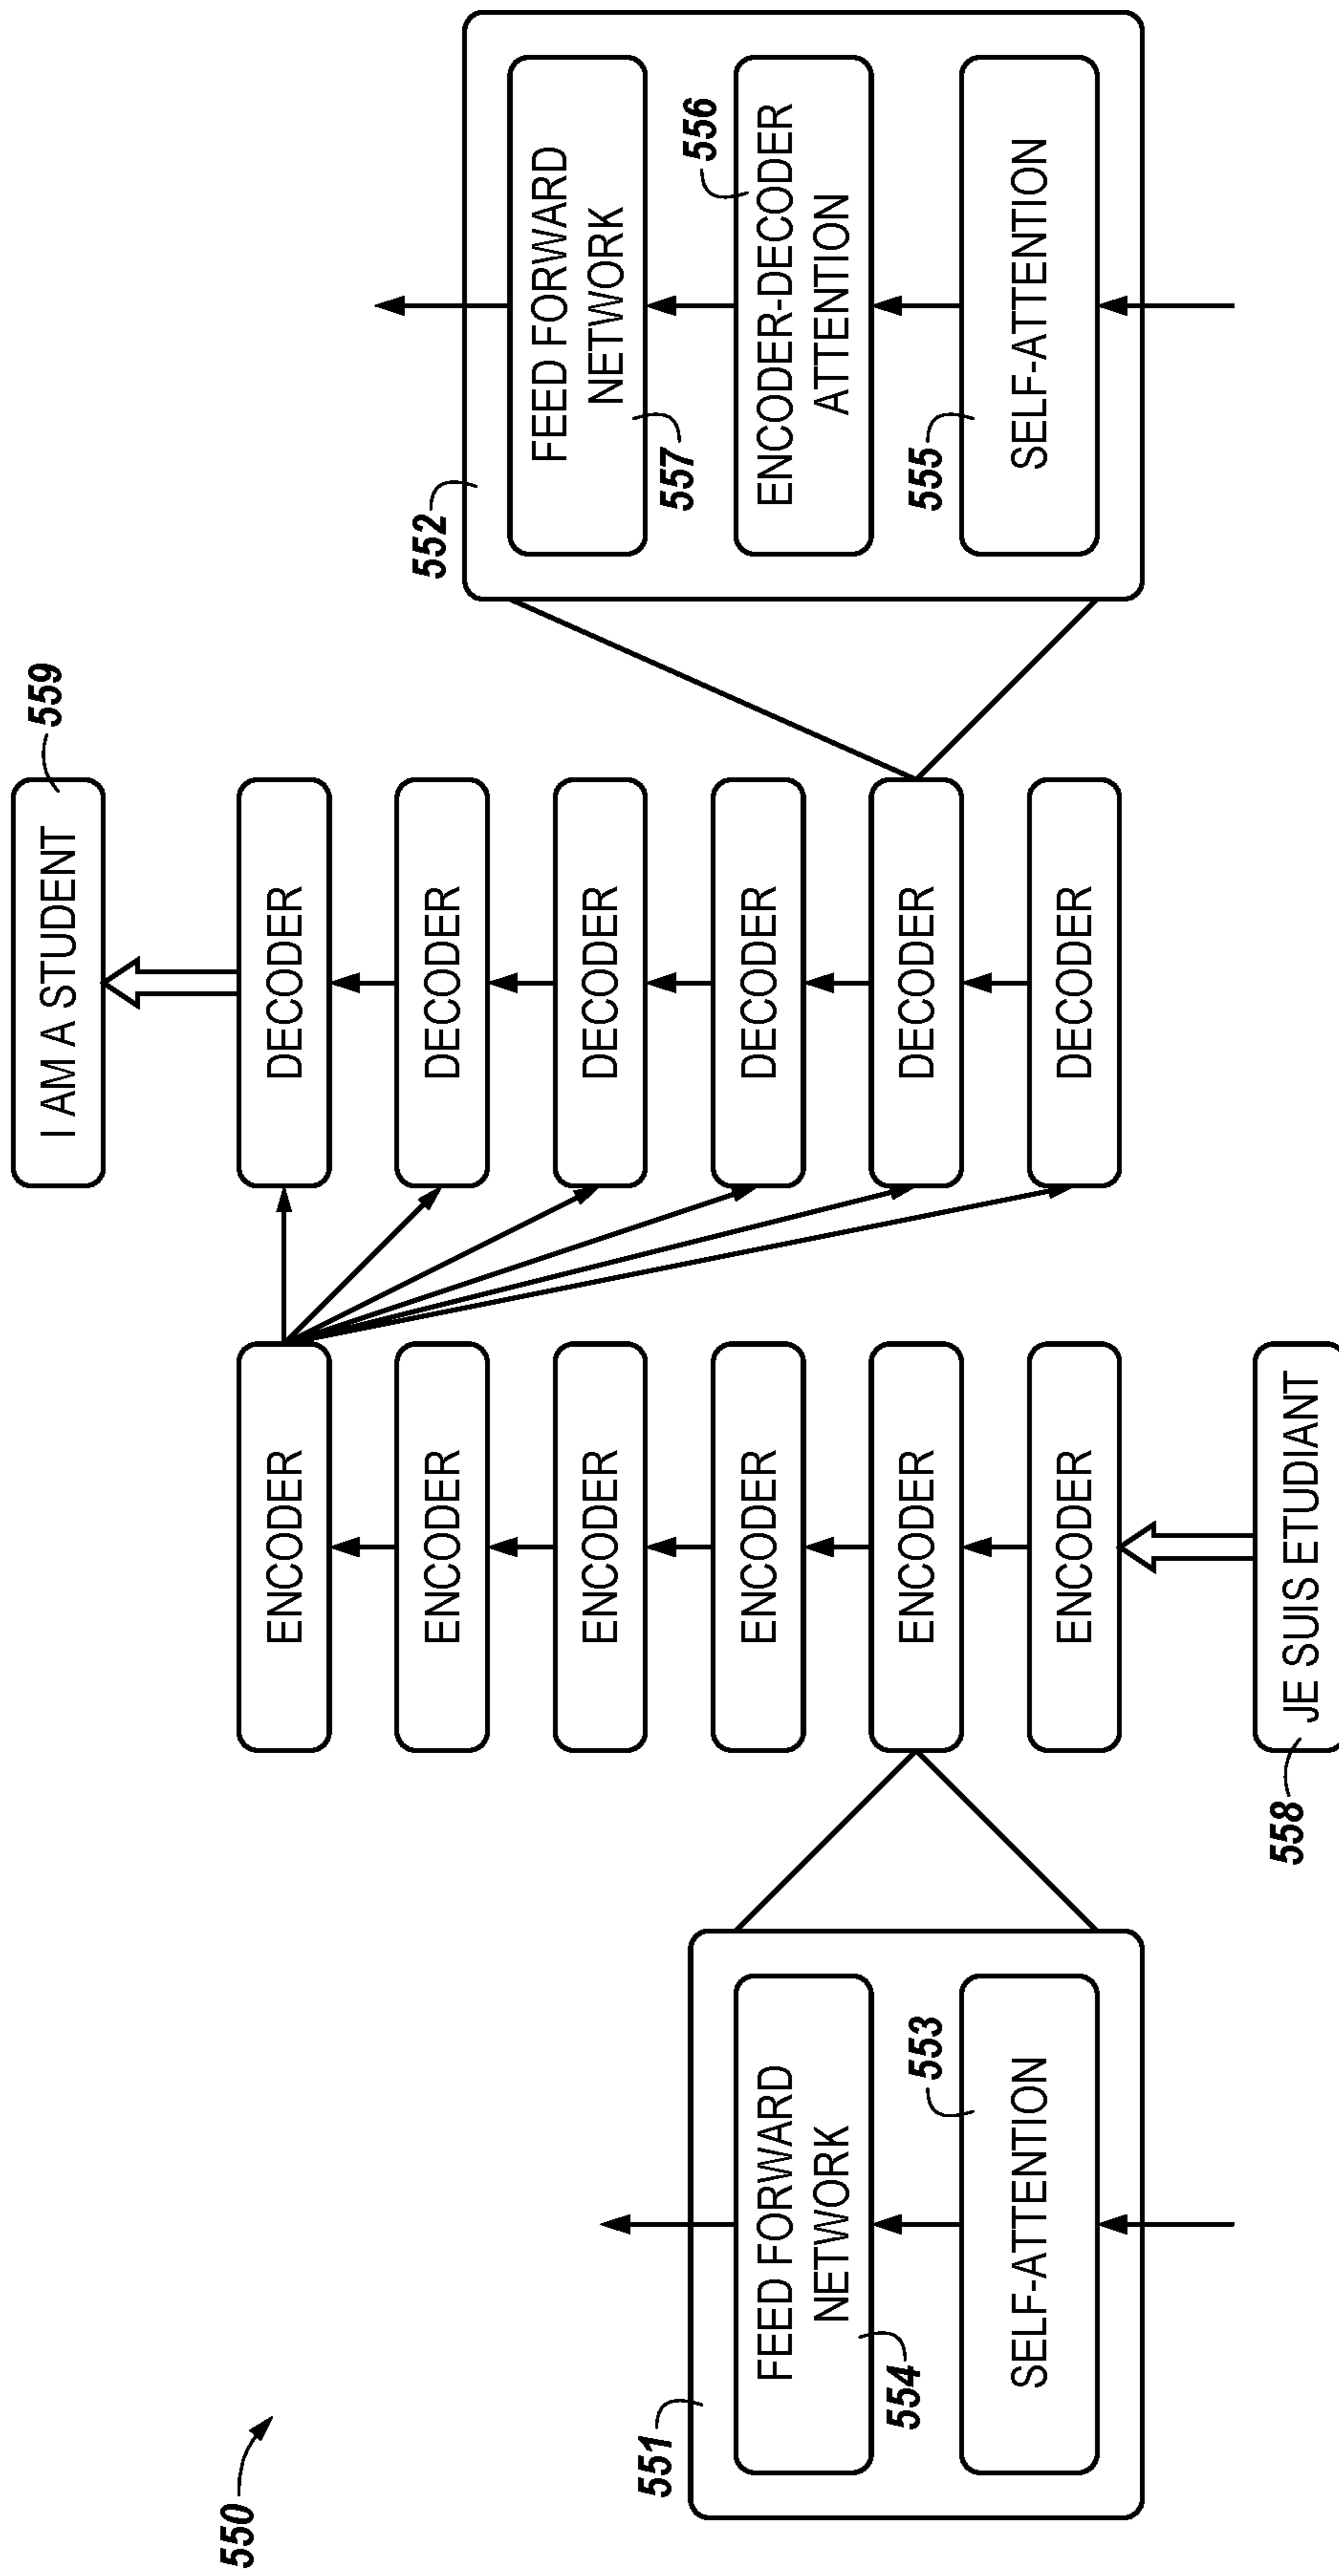 550
I AM A STUDENT
559
ENCODER
DECODER
ENCODER
DECODER
ENCODER
DECODER
ENCODER
DECODER
ENCODER
DECODER
ENCODER
DECODER
JE SUIS ETUDIANT
558
551
FEED FORWARD
NETWORK
554
553
SELF-ATTENTION
552
FEED FORWARD
NETWORK
557
556
ENCODER-DECODER
ATTENTION
555
SELF-ATTENTION